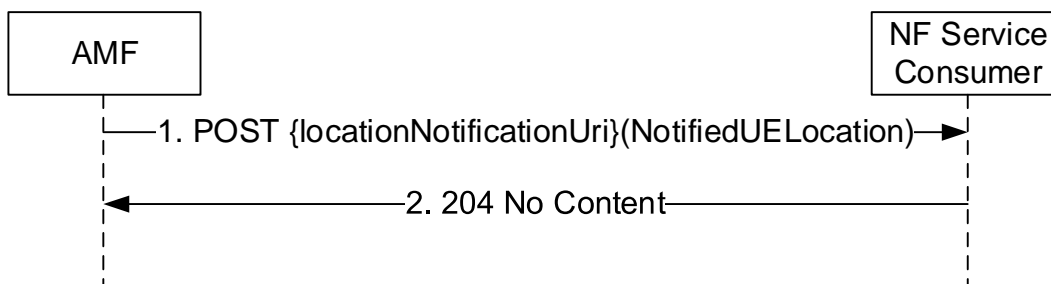 AMF
NF Service
Consumer
1. POST {locationNotificationUri}(NotifiedUELocation)
2. 204 No Content